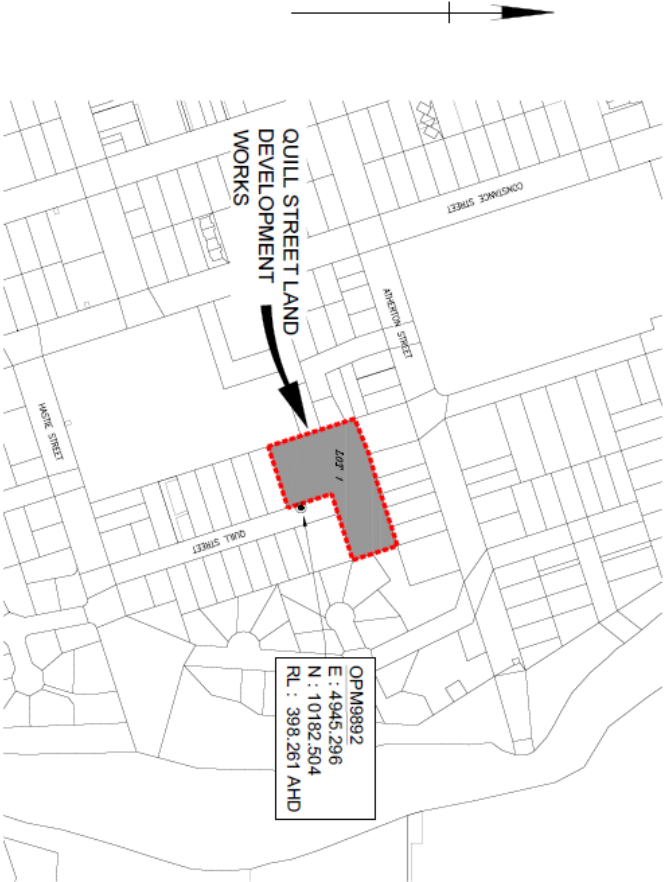 QUILL STREET LAND
DEVELOPMENT
WORKS
CONSTANCE STREET
ATHERTON STREET
HASTIE STREET
LOT 1
QUILL STREET
OPM9892
E : 4945.296
N : 10182.504
RL : 398.261 AHD